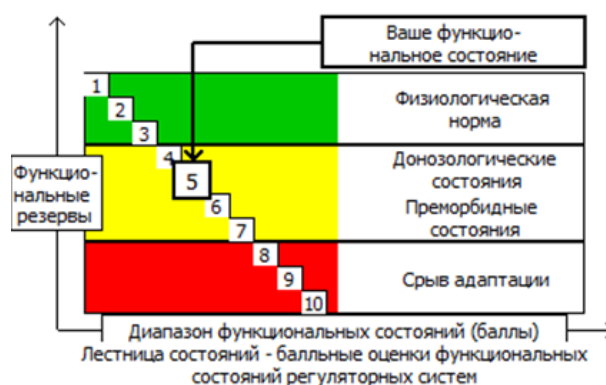 Ваше функцио-
нальное состояние
1
2
3
4
5
6
7
8
9
10
Физиологическая
норма
Донозологические
состояния
Преморбидные
состояния
Срыв адаптации
Функцио-
нальные
резервы
Диапазон функциональных состояний (баллы)
Лестница состояний - балльные оценки функциональных
состояний регуляторных систем